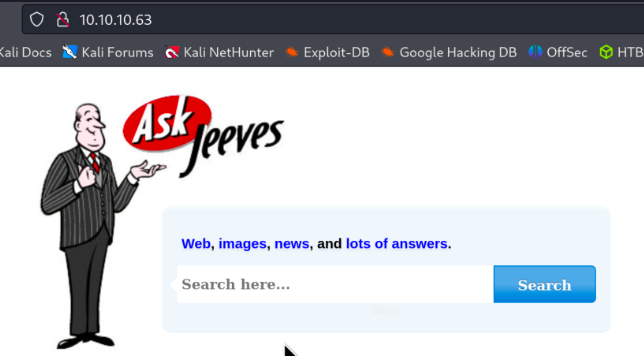 10.10.10.63
Kali Docs Kali Forums Kali NetHunter Exploit-DB Google Hacking DB OffSec HTB
Ask Jeeves
Web, images, news, and lots of answers.
Search here... Search